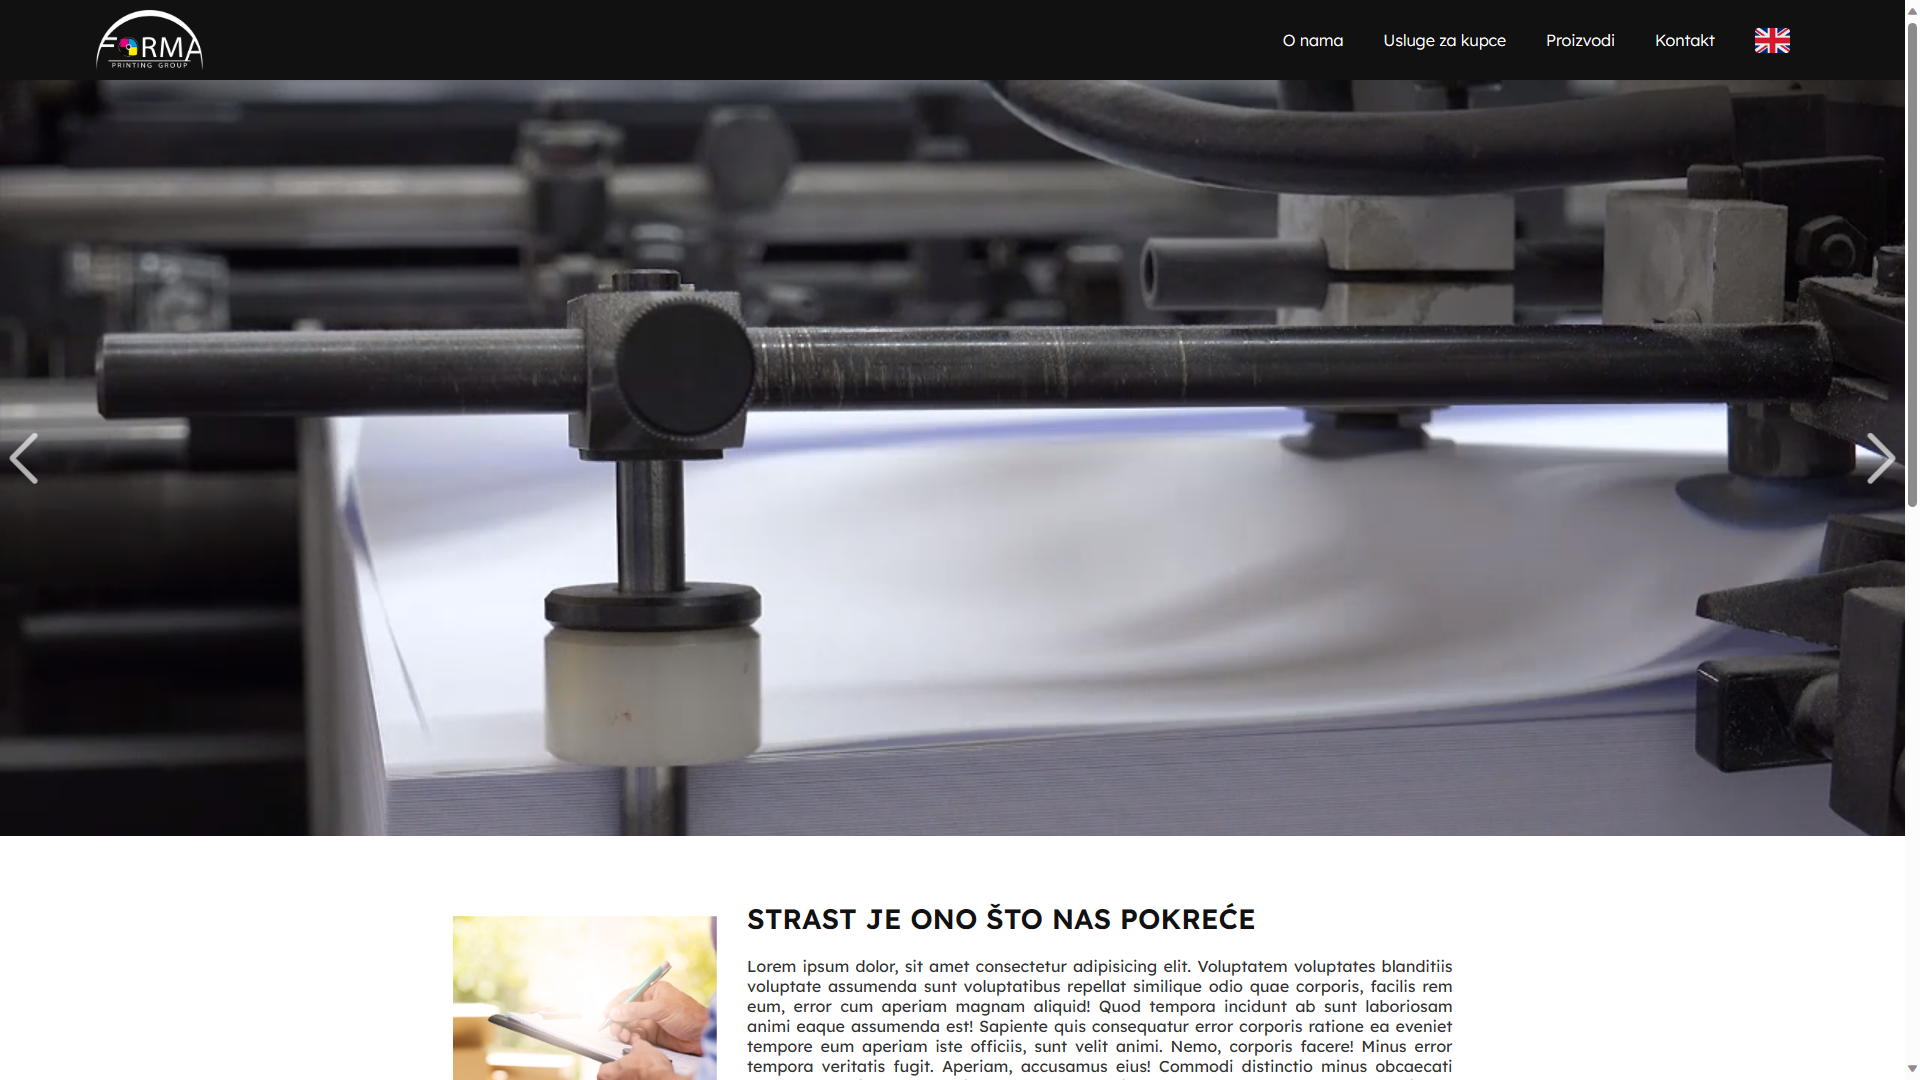 FORMA
PRINTING GROUP
O nama
Usluge za kupce
Proizvodi
Kontakt
STRAST JE ONO ŠTO NAS POKREĆE
Lorem ipsum dolor, sit amet consectetur adipisicing elit. Voluptatem voluptates blanditiis
voluptate assumenda sunt voluptatibus repellat similique odio quae corporis, facilis rem
eum, error cum aperiam magnam aliquid! Quod tempora incidunt ab sunt laboriosam
animi eaque assumenda est! Sapiente quis consequatur error corporis ratione ea eveniet
tempore eum aperiam iste officiis, sunt velit animi. Nemo, corporis facere! Minus error
tempora veritatis fugit. Aperiam, accusamus eius! Commodi distinctio minus obcaecati